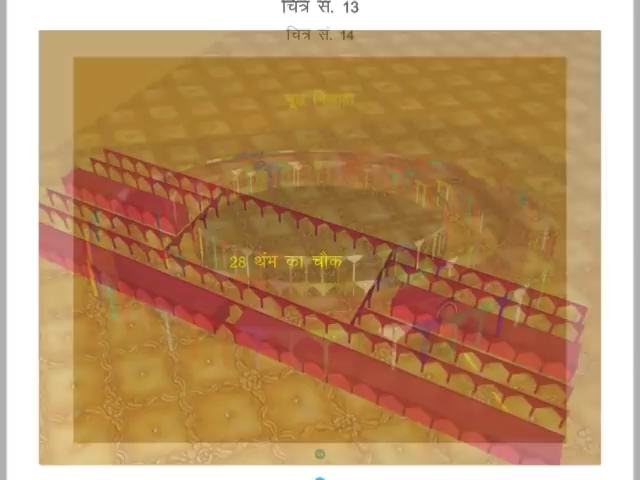 चित्र सं. 13
चित्र सं. 14
28 थंभ का चौक